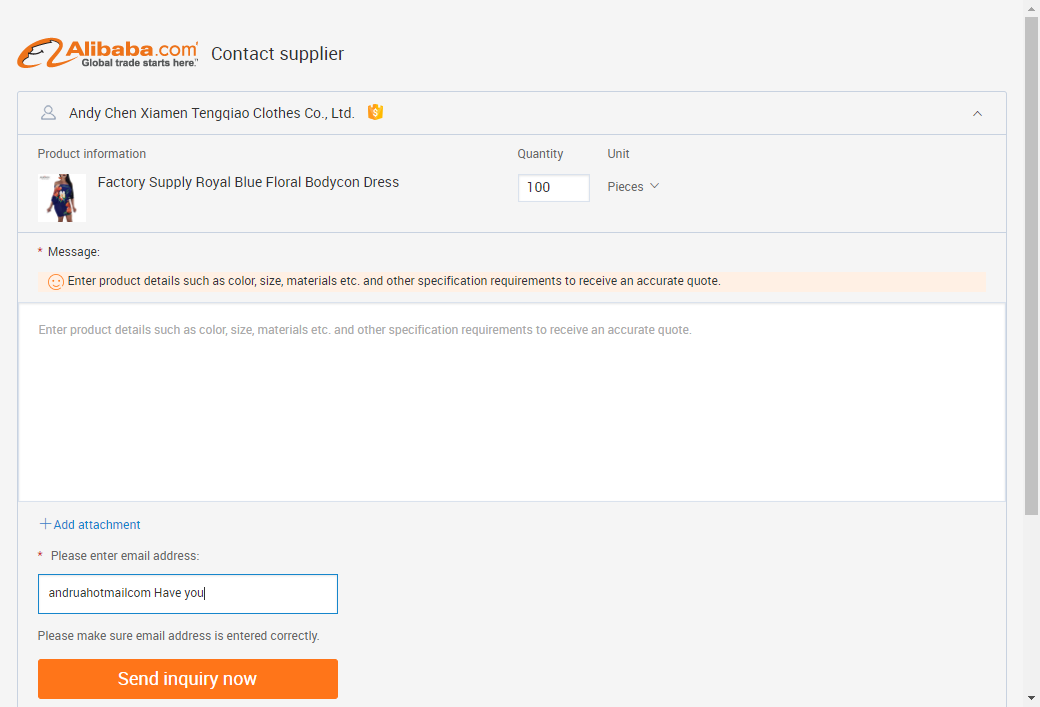 Alibaba.com
Global trade starts here.™
Contact supplier
Andy Chen Xiamen Tengqiao Clothes Co., Ltd.
Product information
Quantity
Unit
Factory Supply Royal Blue Floral Bodycon Dress
100
Pieces
* Message:
Enter product details such as color, size, materials etc. and other specification requirements to receive an accurate quote.
Enter product details such as color, size, materials etc. and other specification requirements to receive an accurate quote.
Add attachment
* Please enter email address:
andruahotmailcom Have you
Please make sure email address is entered correctly.
Send inquiry now